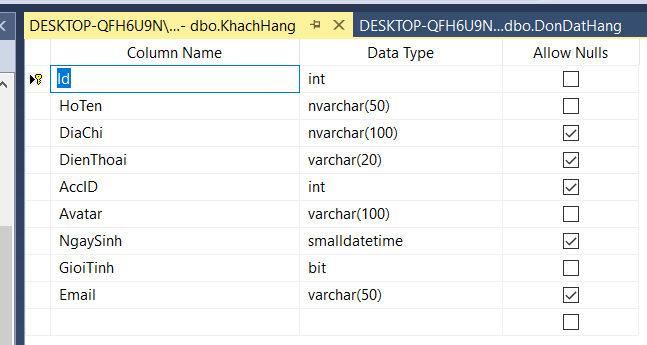 DESKTOP-QFH6U9N\...- dbo.KhachHang DESKTOP-QFH6U9N...dbo.DonDatHang
Column Name Data Type Allow Nulls
Id int
HoTen nvarchar(50)
DiaChi nvarchar(100)
DienThoai varchar(20)
AccID int
Avatar varchar(100)
NgaySinh smalldatetime
GioiTinh bit
Email varchar(50)